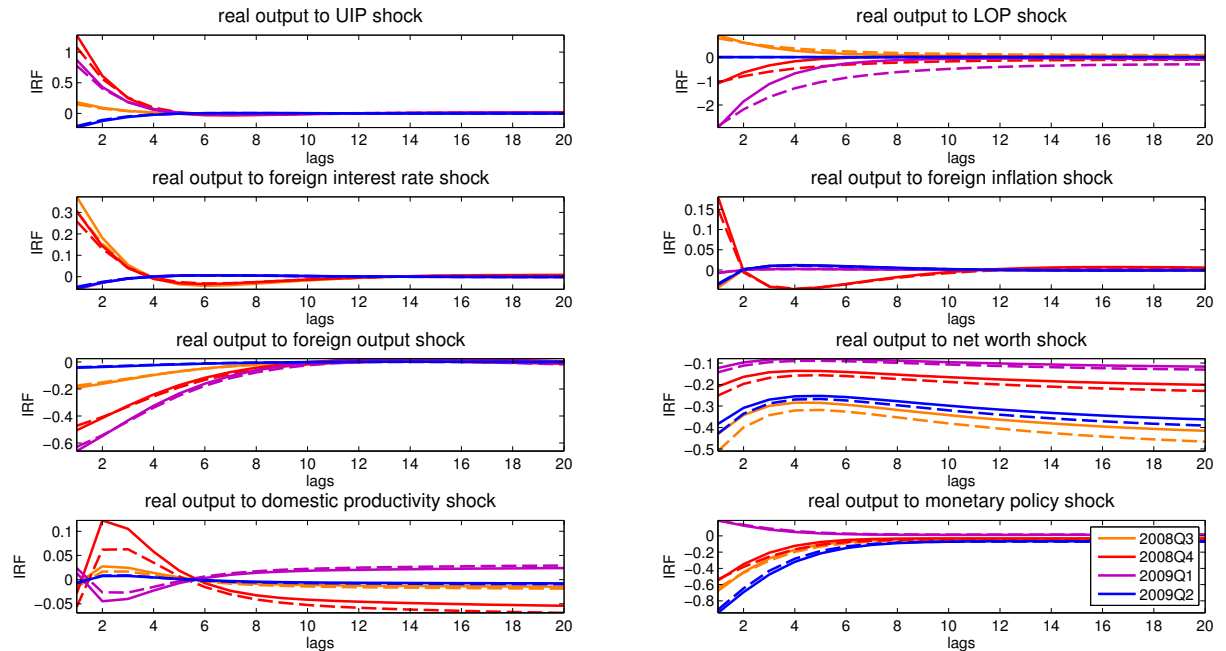 real output to UIP shock
1
0.5
0
IRF
2 4 6 8 10 12 14 16 18 20
lags
real output to LOP shock
0
−1
−2
IRF
2 4 6 8 10 12 14 16 18 20
lags
real output to foreign interest rate shock
0.3
0.2
0.1
0
IRF
2 4 6 8 10 12 14 16 18 20
lags
real output to foreign inflation shock
0.15
0.1
0.05
0
IRF
2 4 6 8 10 12 14 16 18 20
lags
real output to foreign output shock
0
−0.2
−0.4
−0.6
IRF
2 4 6 8 10 12 14 16 18 20
lags
real output to net worth shock
−0.1
−0.2
−0.3
−0.4
−0.5
IRF
2 4 6 8 10 12 14 16 18 20
lags
real output to domestic productivity shock
0.1
0.05
0
−0.05
IRF
2 4 6 8 10 12 14 16 18 20
lags
real output to monetary policy shock
0
−0.2
−0.4
−0.6
−0.8
IRF
2 4 6 8 10 12 14 16 18 20
lags
2008Q3
2008Q4
2009Q1
2009Q2